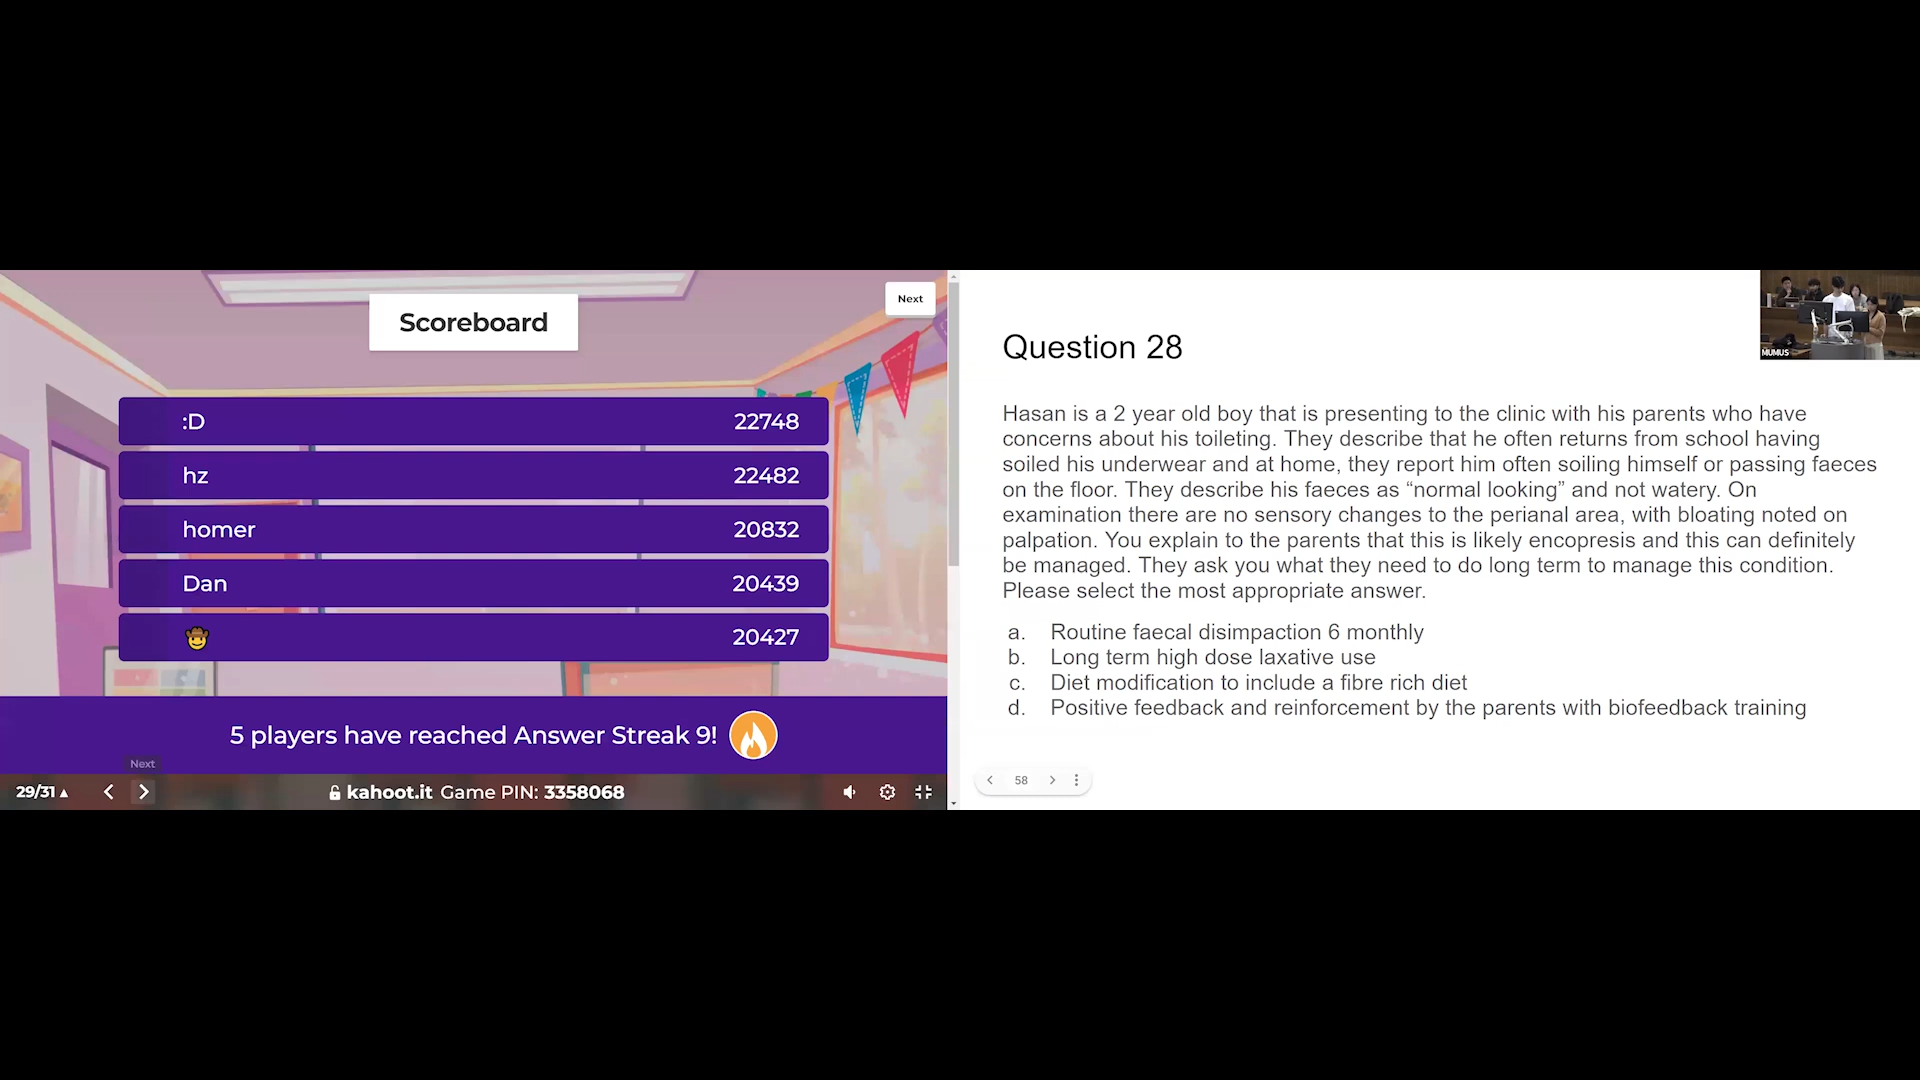 Scoreboard
Next
:D 22748
hz 22482
homer 20832
Dan 20439
🤠 20427
5 players have reached Answer Streak 9!
Next
29/31
kahoot.it Game PIN: 3358068
MUMUS
Question 28
Hasan is a 2 year old boy that is presenting to the clinic with his parents who have
concerns about his toileting. They describe that he often returns from school having
soiled his underwear and at home, they report him often soiling himself or passing faeces
on the floor. They describe his faeces as “normal looking” and not watery. On
examination there are no sensory changes to the perianal area, with bloating noted on
palpation. You explain to the parents that this is likely encopresis and this can definitely
be managed. They ask you what they need to do long term to manage this condition.
Please select the most appropriate answer.
a. Routine faecal disimpaction 6 monthly
b. Long term high dose laxative use
c. Diet modification to include a fibre rich diet
d. Positive feedback and reinforcement by the parents with biofeedback training
58